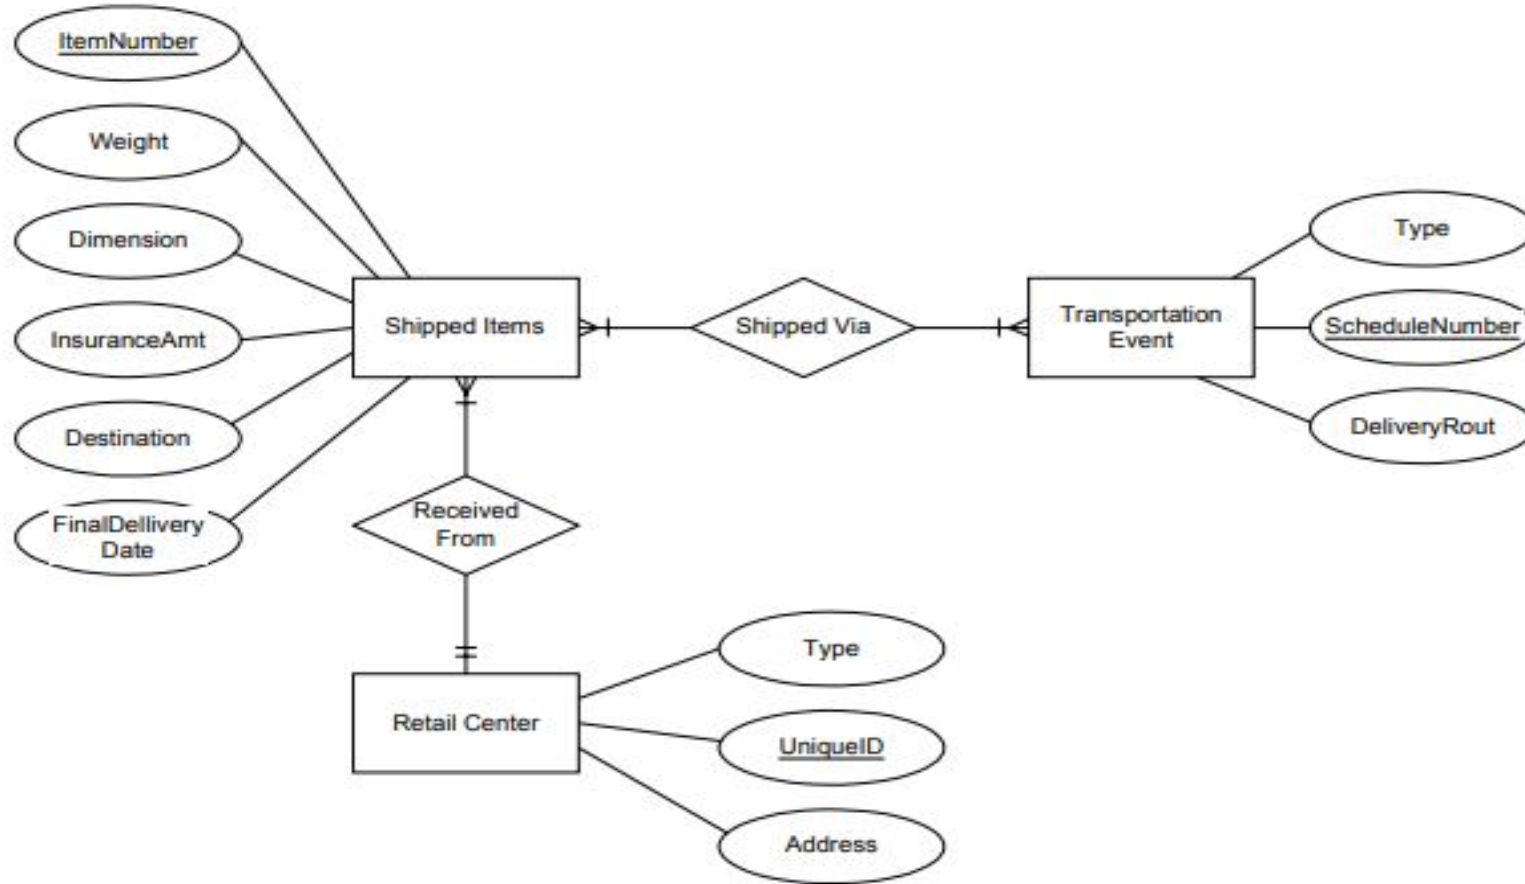 ItemNumber
Weight
Dimension
InsuranceAmt
Destination
FinalDellivery
Date
Shipped Items
Shipped Via
Transportation
Event
Type
ScheduleNumber
DeliveryRout
Received
From
Retail Center
Type
UniqueID
Address